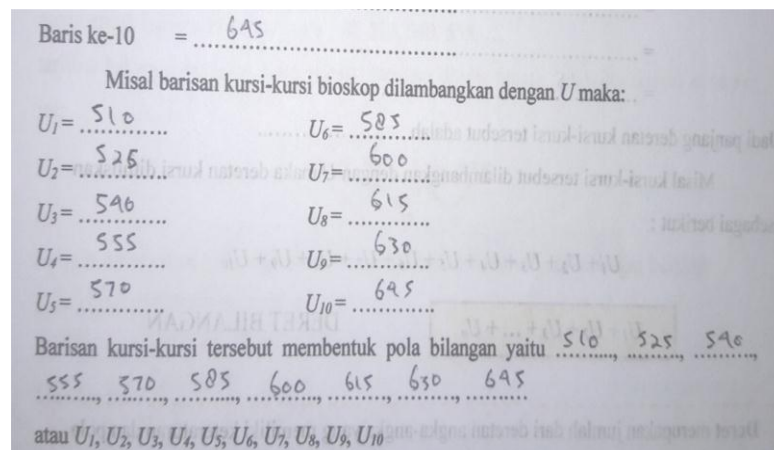 Baris ke-10 = 645
Misal barisan kursi-kursi bioskop dilambangkan dengan U maka:
U1 = 510 U6 = 585
U2 = 525 U7 = 600
U3 = 540 U8 = 615
U4 = 555 U9 = 630
U5 = 570 U10 = 645
Barisan kursi-kursi tersebut membentuk pola bilangan yaitu 510, 525, 540,
555, 570, 585, 600, 615, 630, 645
atau U1, U2, U3, U4, U5, U6, U7, U8, U9, U10